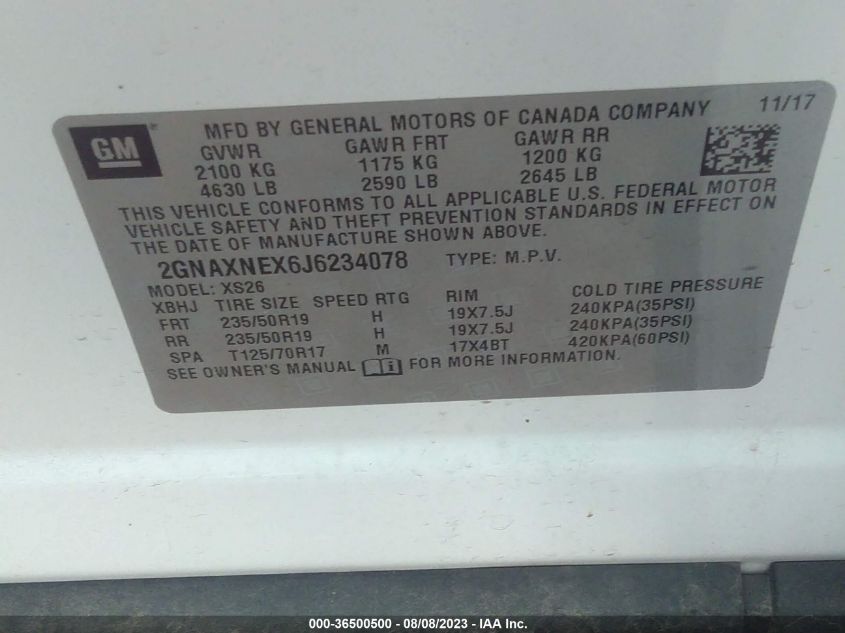 GM
MFD BY GENERAL MOTORS OF CANADA COMPANY 11/17
GVWR GAWR FRT GAWR RR
2100 KG 1175 KG 1200 KG
4630 LB 2590 LB 2645 LB
THIS VEHICLE CONFORMS TO ALL APPLICABLE U.S. FEDERAL MOTOR
VEHICLE SAFETY AND THEFT PREVENTION STANDARDS IN EFFECT ON
THE DATE OF MANUFACTURE SHOWN ABOVE.
2GNAXNEX6J6234078 TYPE: M.P.V.
MODEL: XS26
XBHJ TIRE SIZE SPEED RTG RIM COLD TIRE PRESSURE
FRT 235/50R19 H 19X7.5J 240KPA(35PSI)
RR 235/50R19 H 19X7.5J 240KPA(35PSI)
SPA T125/70R17 M 17X4BT 420KPA(60PSI)
SEE OWNER'S MANUAL FOR MORE INFORMATION.
000-36500500 - 08/08/2023 - IAA Inc.